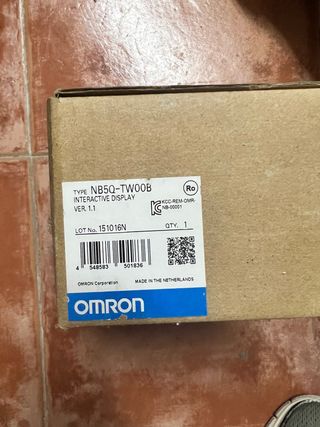 TYPE NB5Q-TW00B
INTERACTIVE DISPLAY
VER. 1.1
Ro
KCC-REM-OMR-
NB-00001
LOT No. 151016N
QTY. 1
4 548583 501836
OMRON Corporation MADE IN THE NETHERLANDS
OMRON